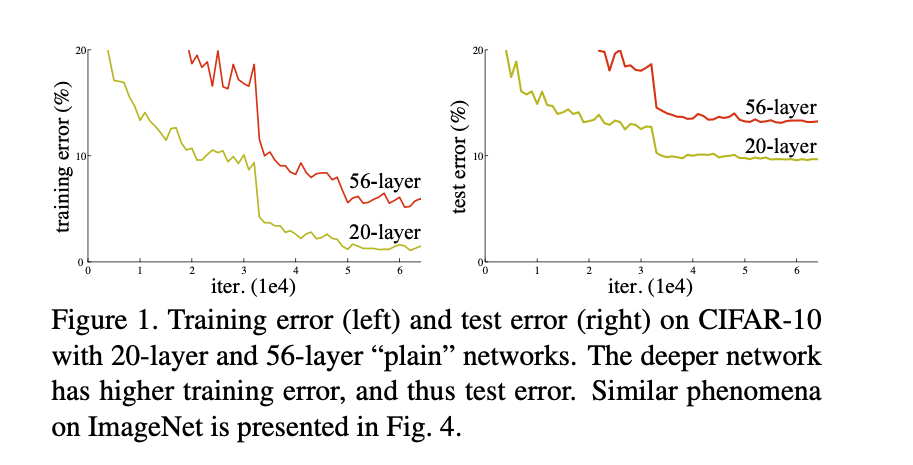 20
10
0
training error (%)
56-layer
20-layer
0 1 2 3 4 5 6
iter. (1e4)
20
10
0
test error (%)
56-layer
20-layer
0 1 2 3 4 5 6
iter. (1e4)
Figure 1. Training error (left) and test error (right) on CIFAR-10
with 20-layer and 56-layer “plain” networks. The deeper network
has higher training error, and thus test error. Similar phenomena
on ImageNet is presented in Fig. 4.